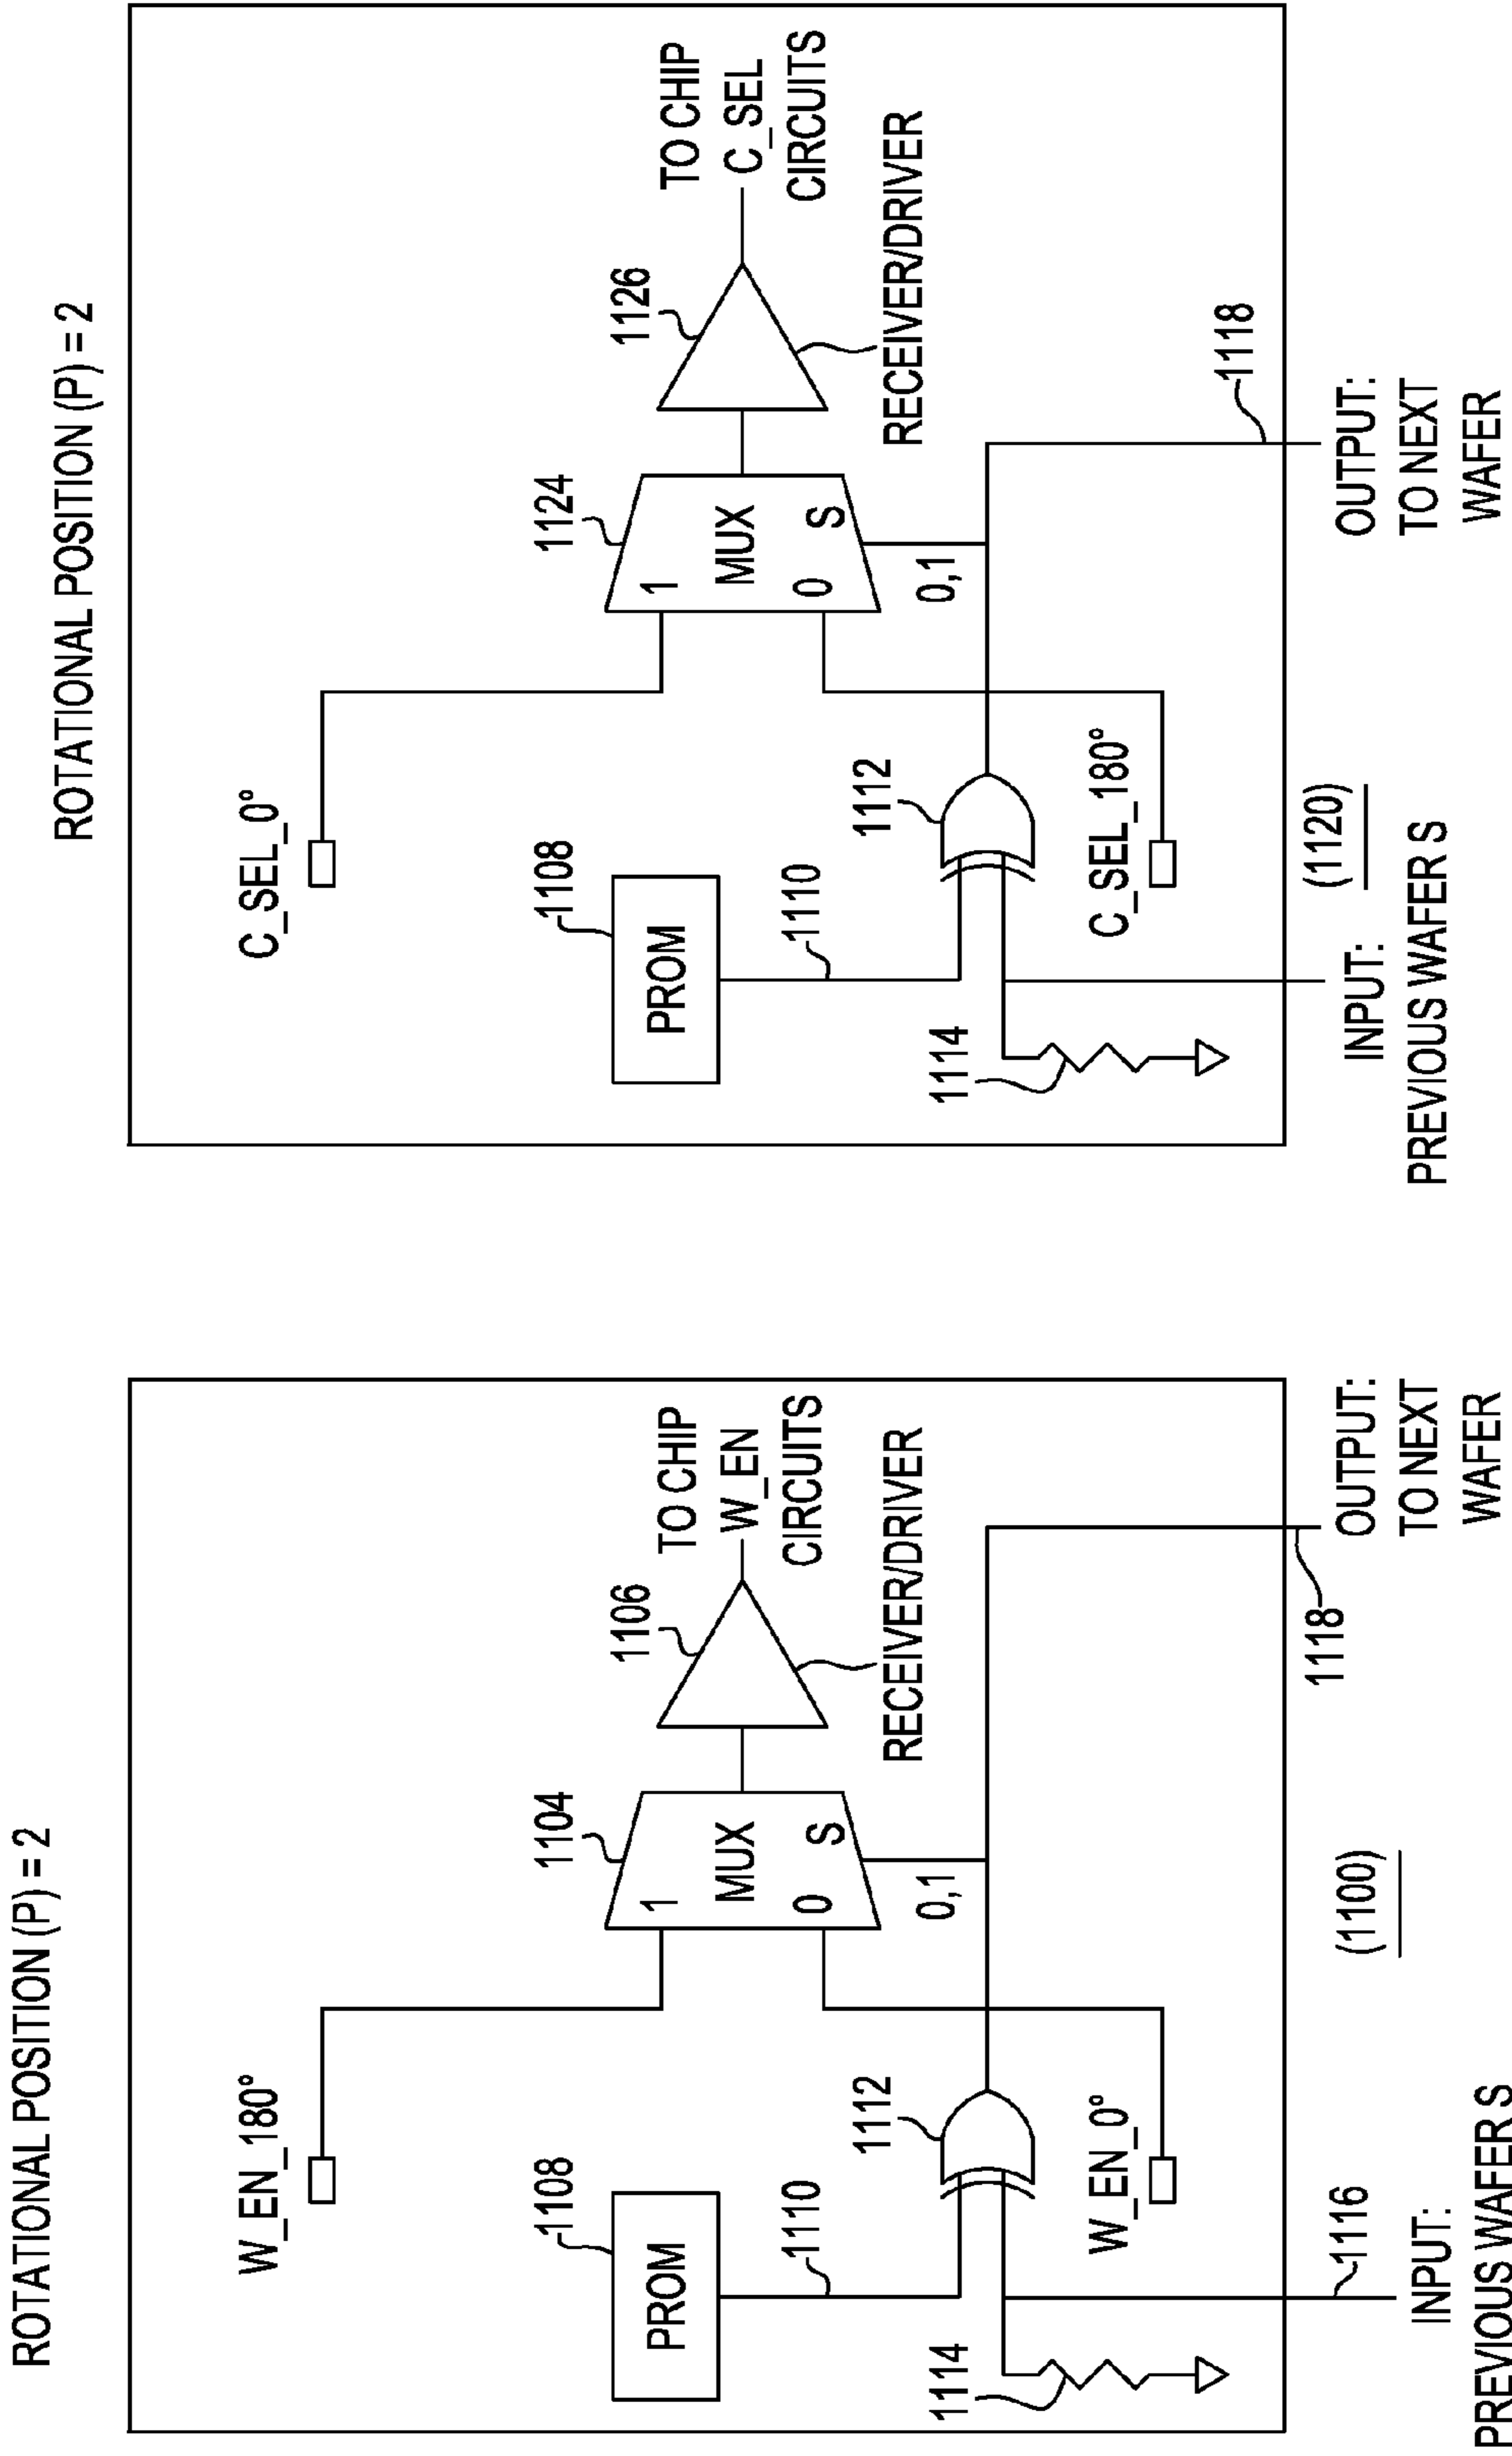 ROTATIONAL POSITION (P) = 2
W_EN_180°
1108
PROM
1110
1114
1112
W_EN_0°
1104
1
MUX
0
S
0,1
1106
RECEIVER/DRIVER
TO CHIP
W_EN
CIRCUITS
1116
INPUT:
PREVIOUS WAFER S
(1100)
1118
OUTPUT:
TO NEXT
WAFER
ROTATIONAL POSITION (P) = 2
C_SEL_0°
1108
PROM
1110
1114
1112
C_SEL_180°
1124
1
MUX
0
S
0,1
1126
RECEIVER/DRIVER
TO CHIP
C_SEL
CIRCUITS
INPUT:
PREVIOUS WAFER S
(1120)
1118
OUTPUT:
TO NEXT
WAFER